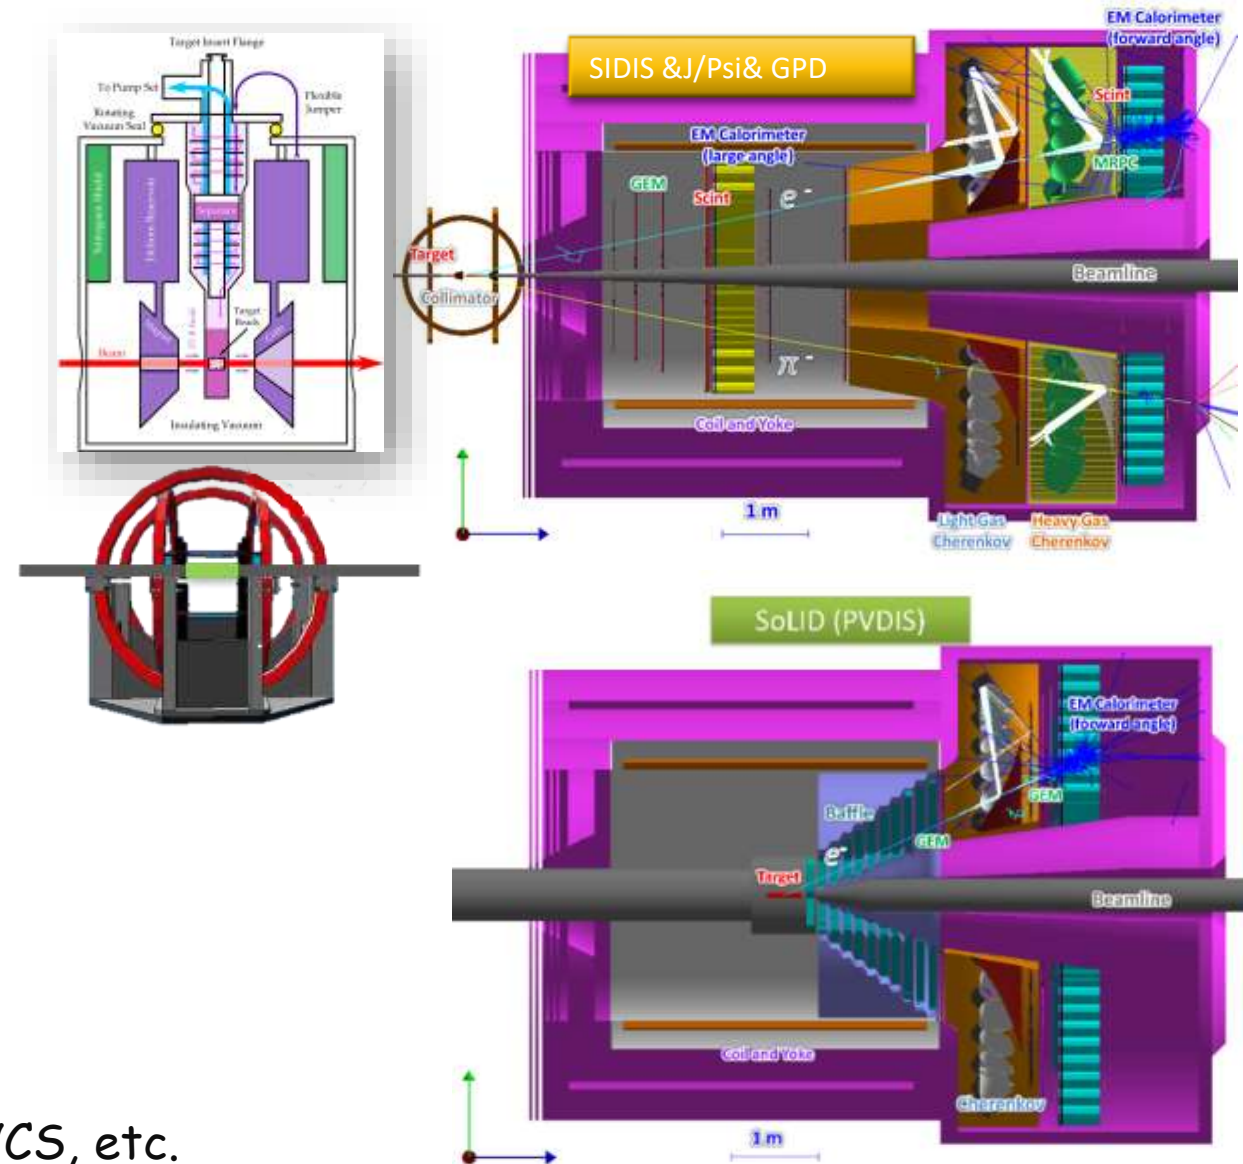 Target Insert Flange
To Pump Set
Flexible
Jumper
Rotating
Vacuum Seal
Separator
Target
Beads
Beam
Insulating Vacuum
SIDIS &J/Psi& GPD
EM Calorimeter
(forward angle)
EM Calorimeter
(large angle)
GEM
Scint
e-
Scint
MRPC
Target
Collimator
Beamline
π-
Coil and Yoke
1 m
Light Gas
Cherenkov
Heavy Gas
Cherenkov
SoLID (PVDIS)
EM Calorimeter
(forward angle)
GEM
Baffle
GEM
e-
Target
Beamline
Coil and Yoke
Cherenkov
1 m
VCS, etc.